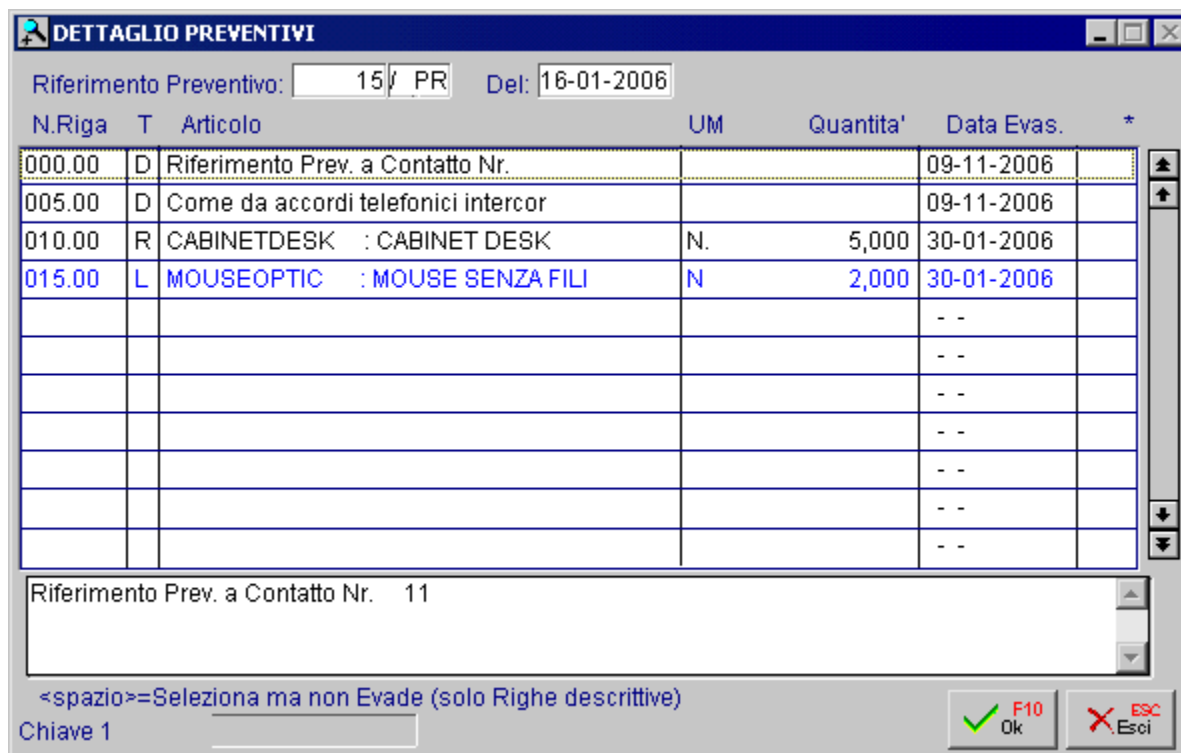 DETTAGLIO PREVENTIVI
Riferimento Preventivo: 15/ PR Del: 16-01-2006
N.Riga T Articolo UM Quantita' Data Evas. *
000.00 D Riferimento Prev. a Contatto Nr. 09-11-2006
005.00 D Come da accordi telefonici intercor 09-11-2006
010.00 R CABINETDESK : CABINET DESK N. 5,000 30-01-2006
015.00 L MOUSEOPTIC : MOUSE SENZA FILI N 2,000 30-01-2006
- -
- -
- -
- -
- -
- -
- -
Riferimento Prev. a Contatto Nr. 11
<spazio>=Seleziona ma non Evade (solo Righe descrittive)
Chiave 1
F10 Ok
ESC Esci